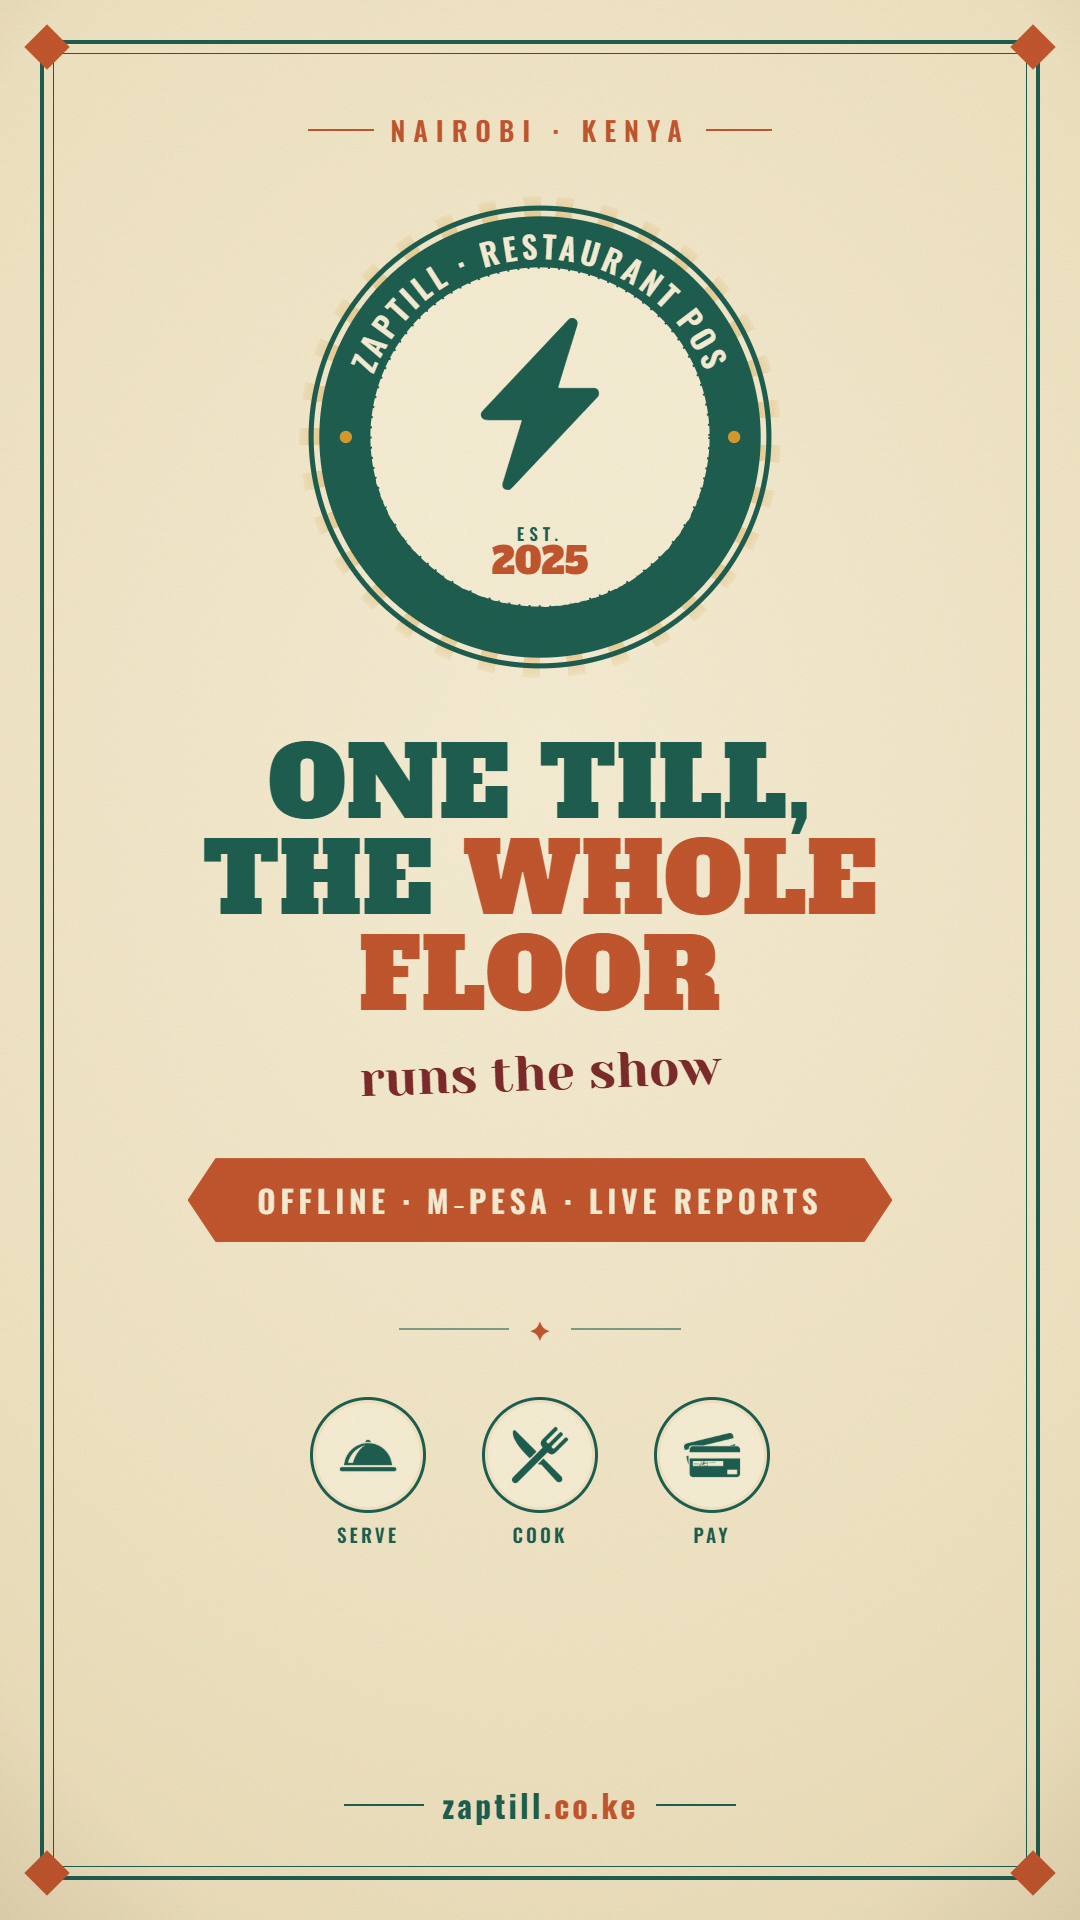 NAIROBI · KENYA
ZAPTILL · RESTAURANT POS
EST.
2025
ONE TILL,
THE WHOLE
FLOOR
runs the show
OFFLINE · M-PESA · LIVE REPORTS
SERVE
COOK
PAY
zaptill.co.ke